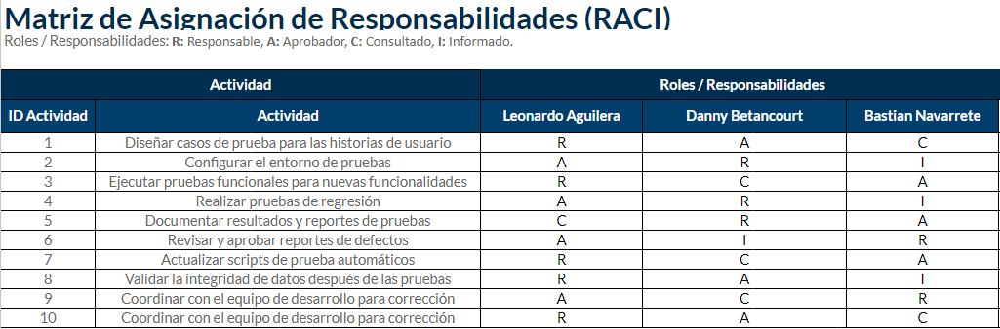 Matriz de Asignación de Responsabilidades (RACI)
Roles / Responsabilidades: R: Responsable, A: Aprobador, C: Consultado, I: Informado.
Actividad Roles / Responsabilidades
ID Actividad Actividad Leonardo Aguilera Danny Betancourt Bastian Navarrete
1 Diseñar casos de prueba para las historias de usuario R A C
2 Configurar el entorno de pruebas A R I
3 Ejecutar pruebas funcionales para nuevas funcionalidades R C A
4 Realizar pruebas de regresión A R I
5 Documentar resultados y reportes de pruebas C R A
6 Revisar y aprobar reportes de defectos A I R
7 Actualizar scripts de prueba automáticos R C A
8 Validar la integridad de datos después de las pruebas R A I
9 Coordinar con el equipo de desarrollo para corrección A C R
10 Coordinar con el equipo de desarrollo para corrección R A C